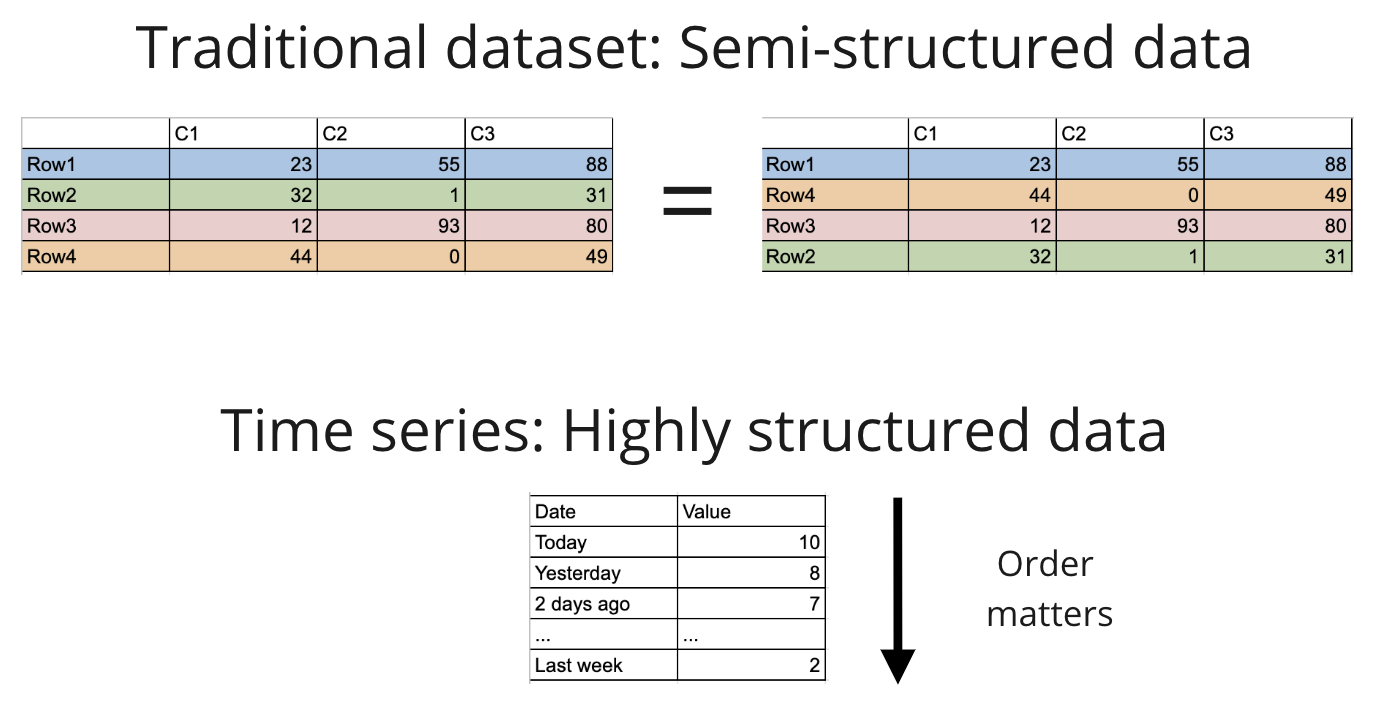 Traditional dataset: Semi-structured data
C1 C2 C3
Row1 23 55 88
Row2 32 1 31
Row3 12 93 80
Row4 44 0 49
=
C1 C2 C3
Row1 23 55 88
Row4 44 0 49
Row3 12 93 80
Row2 32 1 31
Time series: Highly structured data
Date Value
Today 10
Yesterday 8
2 days ago 7
... ...
Last week 2
Order
matters